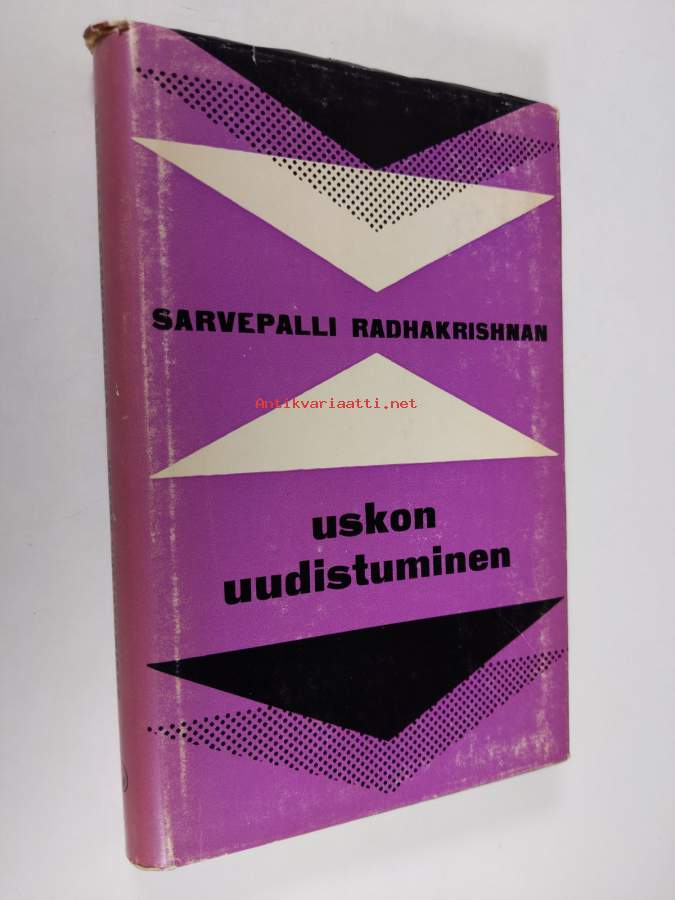 SARVEPALLI RADHAKRISHNAN
Antikvariaatti.net
uskon
uudistuminen